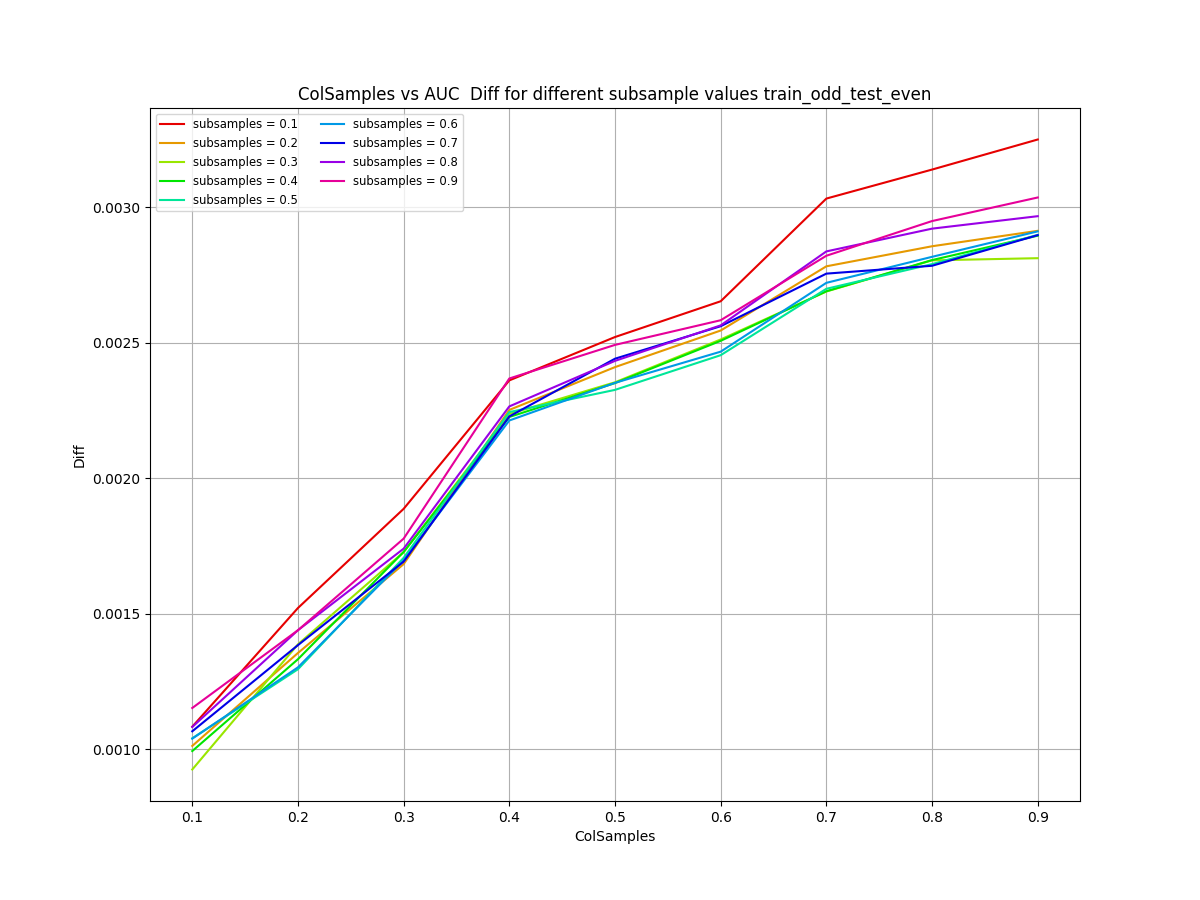 ColSamples vs AUC  Diff for different subsample values train_odd_test_even
subsamples = 0.1
subsamples = 0.2
subsamples = 0.3
subsamples = 0.4
subsamples = 0.5
subsamples = 0.6
subsamples = 0.7
subsamples = 0.8
subsamples = 0.9
Diff
0.0030
0.0025
0.0020
0.0015
0.0010
0.1 0.2 0.3 0.4 0.5 0.6 0.7 0.8 0.9
ColSamples